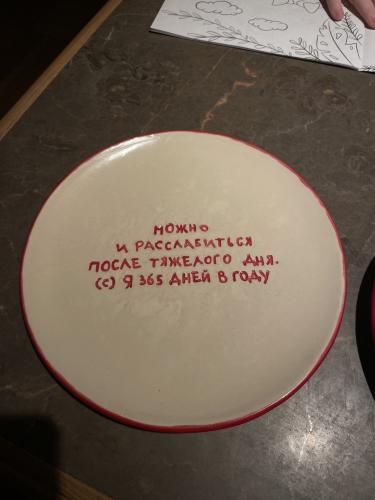 МОЖНО
И РАССЛАБИТЬСЯ
ПОСЛЕ ТЯЖЕЛОГО ДНЯ.
(С) Я 365 ДНЕЙ В ГОДУ